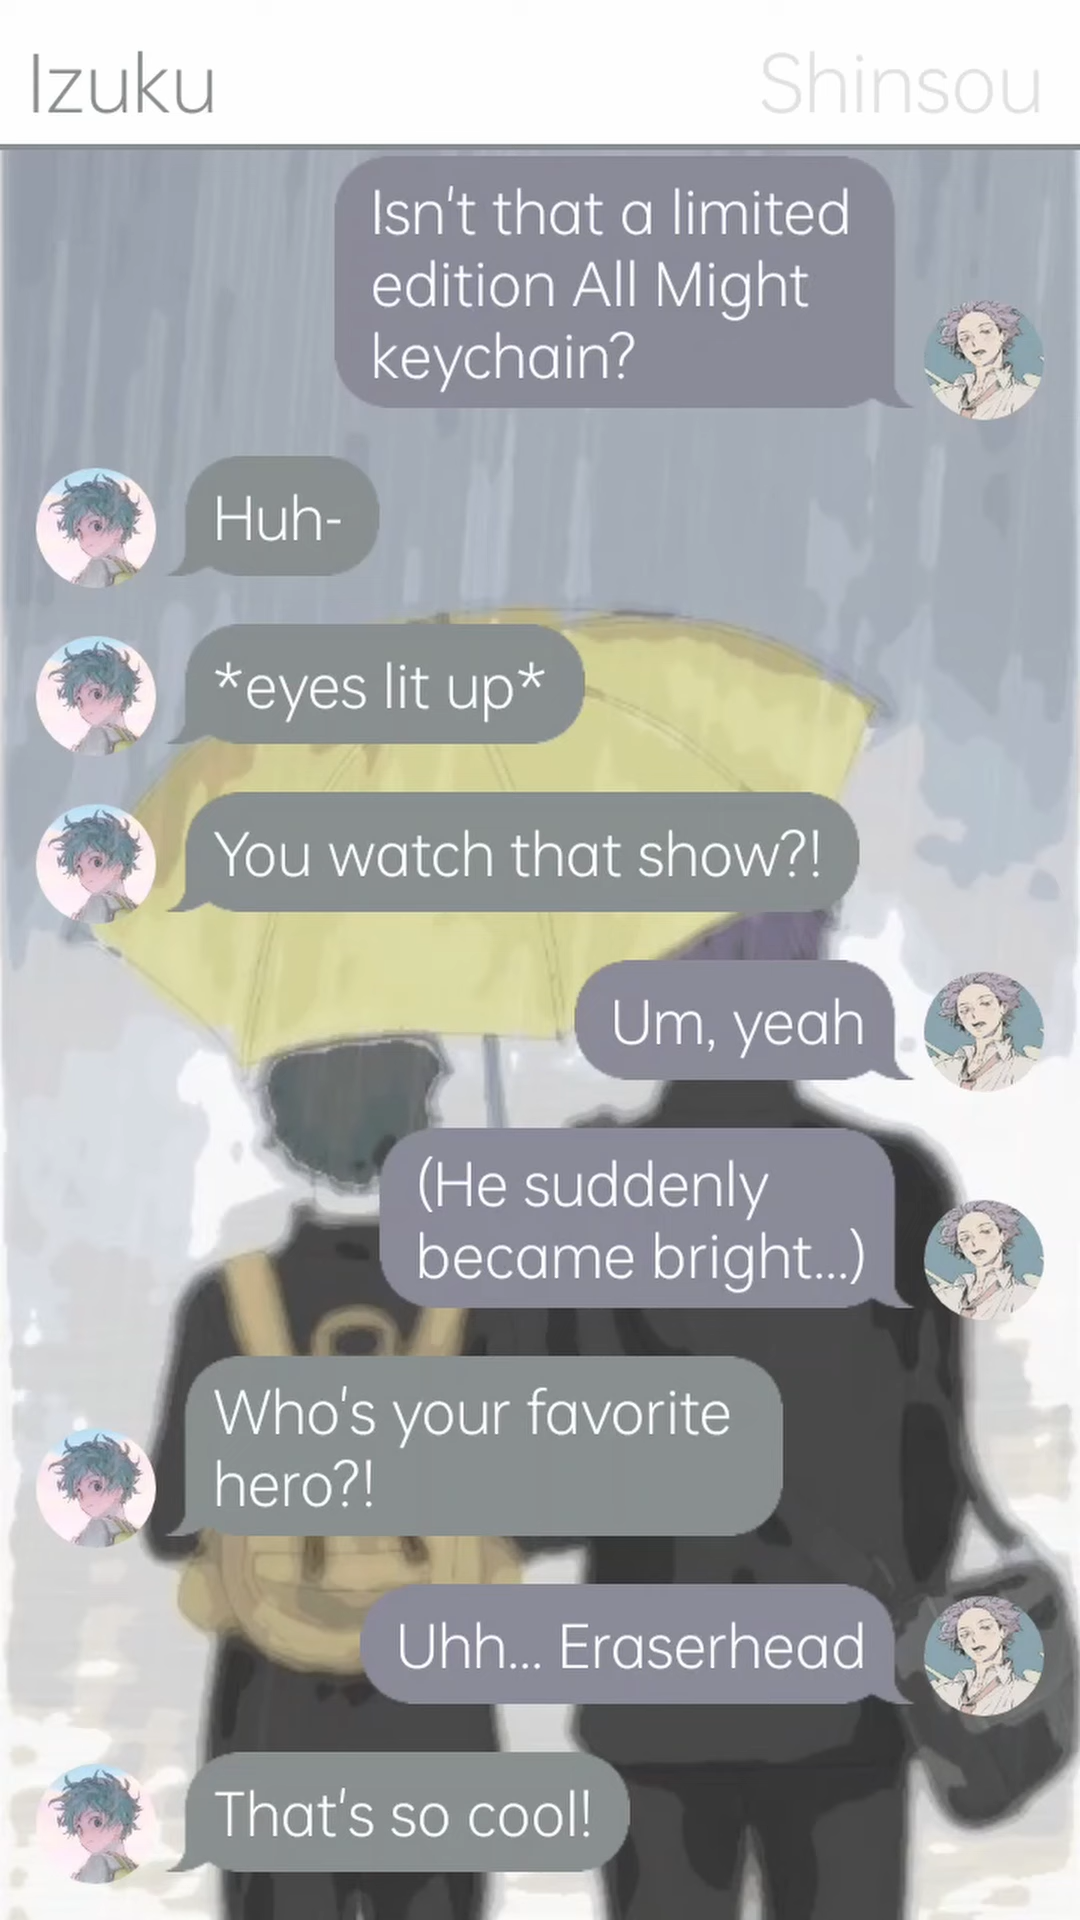 Izuku
Shinsou
Isn't that a limited
edition All Might
keychain?
Huh-
*eyes lit up*
You watch that show?!
Um, yeah
(He suddenly
became bright...)
Who's your favorite
hero?!
Uhh... Eraserhead
That's so cool!